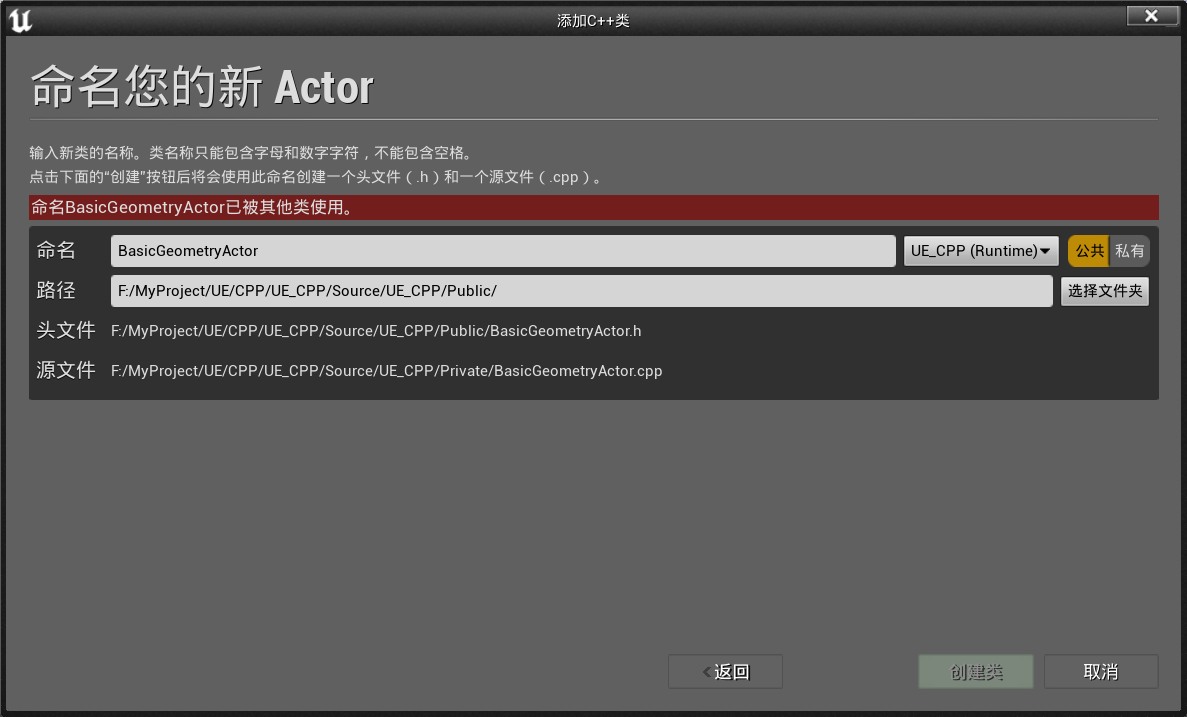 添加C++类
命名您的新 Actor
输入新类的名称。类名称只能包含字母和数字字符，不能包含空格。
点击下面的“创建”按钮后将会使用此命名创建一个头文件（.h）和一个源文件（.cpp）。
命名BasicGeometryActor已被其他类使用。
命名 BasicGeometryActor UE_CPP (Runtime) 公共 私有
路径 F:/MyProject/UE/CPP/UE_CPP/Source/UE_CPP/Public/ 选择文件夹
头文件 F:/MyProject/UE/CPP/UE_CPP/Source/UE_CPP/Public/BasicGeometryActor.h
源文件 F:/MyProject/UE/CPP/UE_CPP/Source/UE_CPP/Private/BasicGeometryActor.cpp
返回 创建类 取消